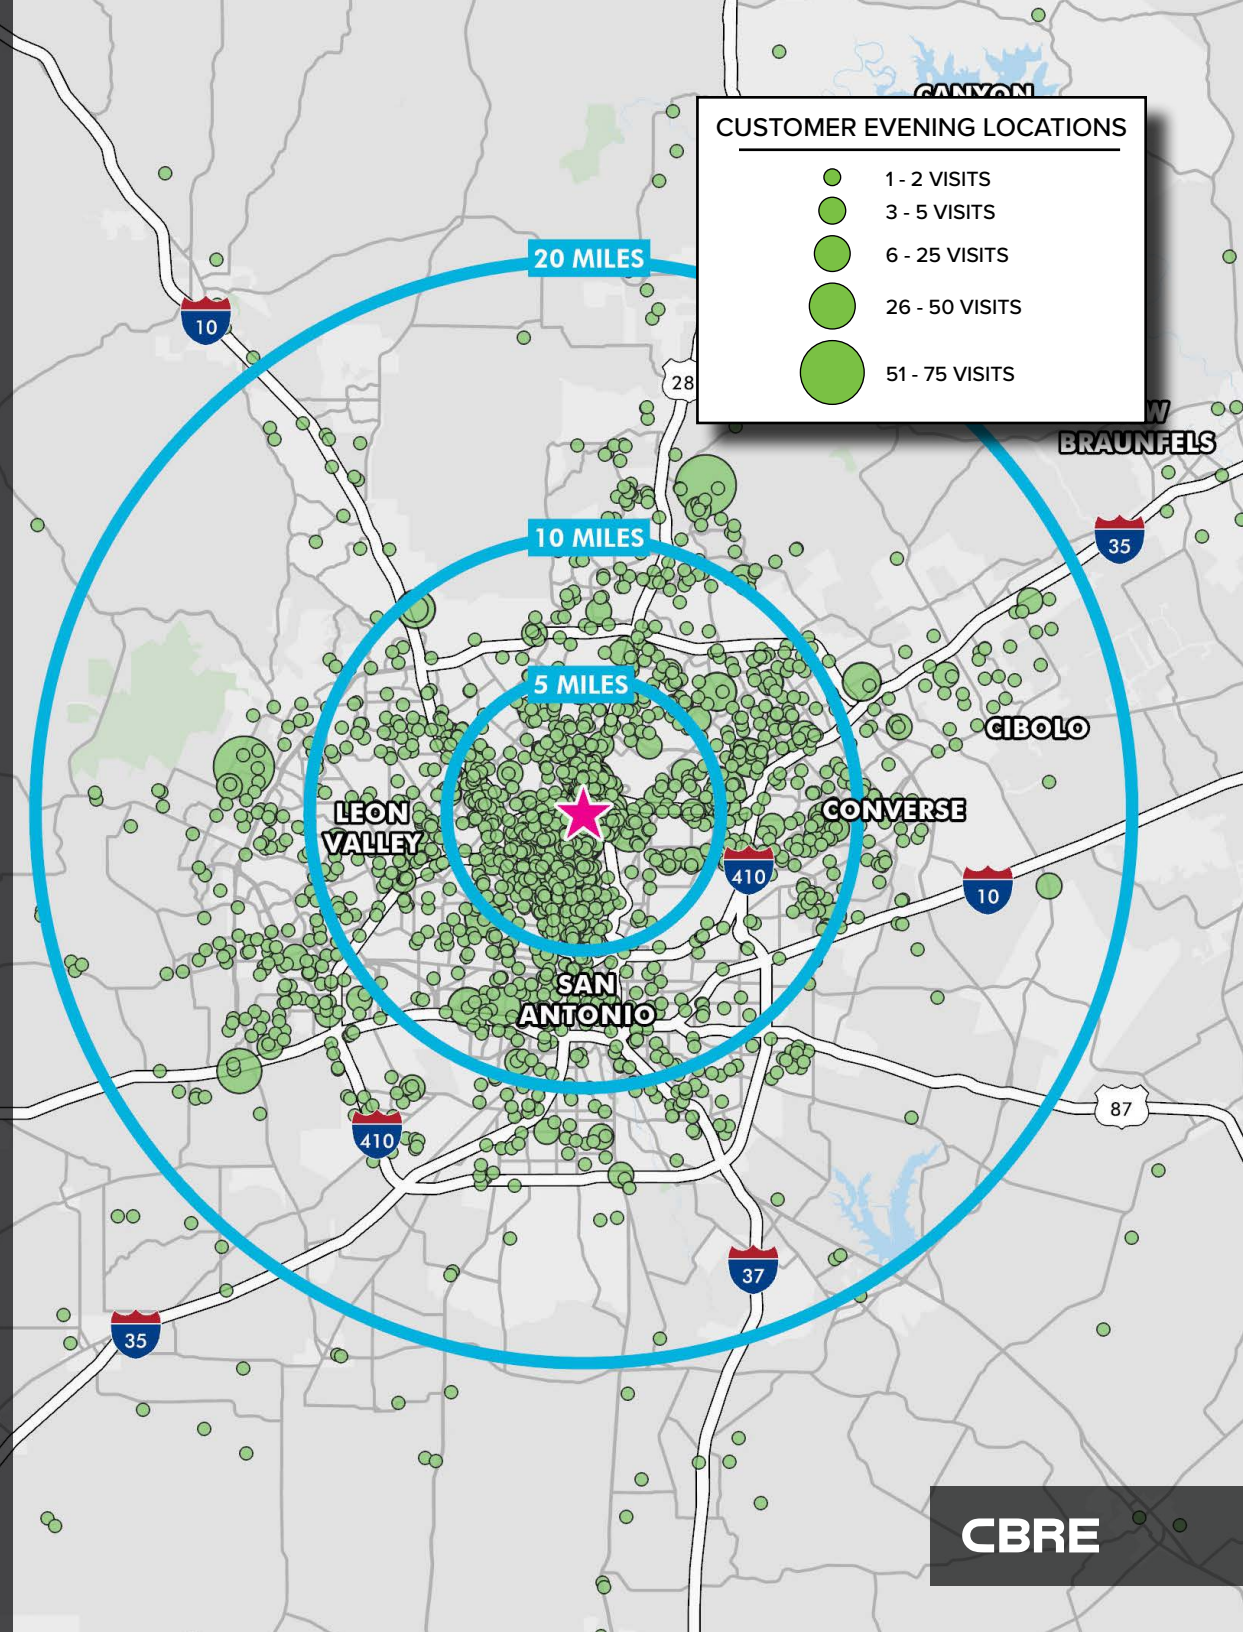 CANYON
CUSTOMER EVENING LOCATIONS
1 - 2 VISITS
3 - 5 VISITS
6 - 25 VISITS
26 - 50 VISITS
51 - 75 VISITS
20 MILES
10
28
W
BRAUNFELS
35
10 MILES
5 MILES
CIBOLO
LEON
VALLEY
CONVERSE
410
10
SAN
ANTONIO
87
410
37
35
CBRE